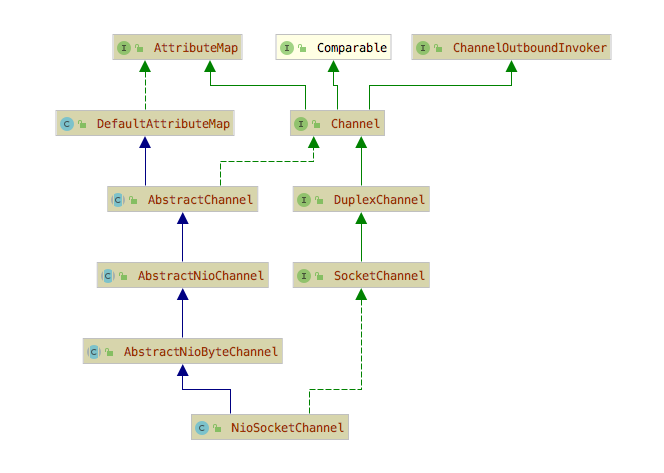 I AttributeMap
I Comparable
I ChannelOutboundInvoker
C DefaultAttributeMap
I Channel
C AbstractChannel
I DuplexChannel
C AbstractNioChannel
I SocketChannel
C AbstractNioByteChannel
C NioSocketChannel